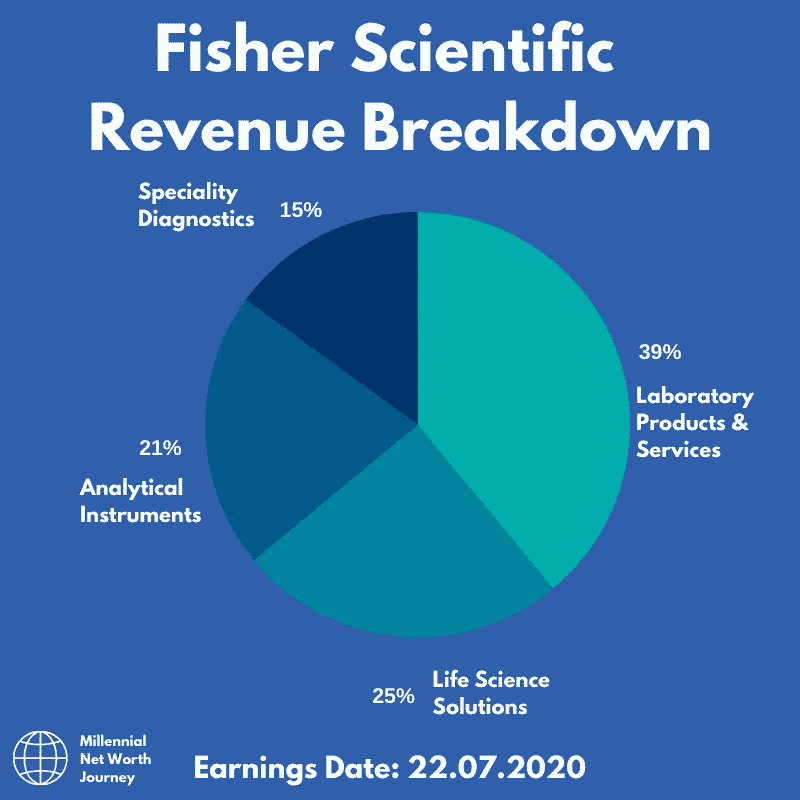 Fisher Scientific
Revenue Breakdown
Speciality
Diagnostics
15%
39%
Laboratory
Products &
Services
21%
Analytical
Instruments
25%
Life Science
Solutions
Millennial
Net Worth
Journey
Earnings Date: 22.07.2020